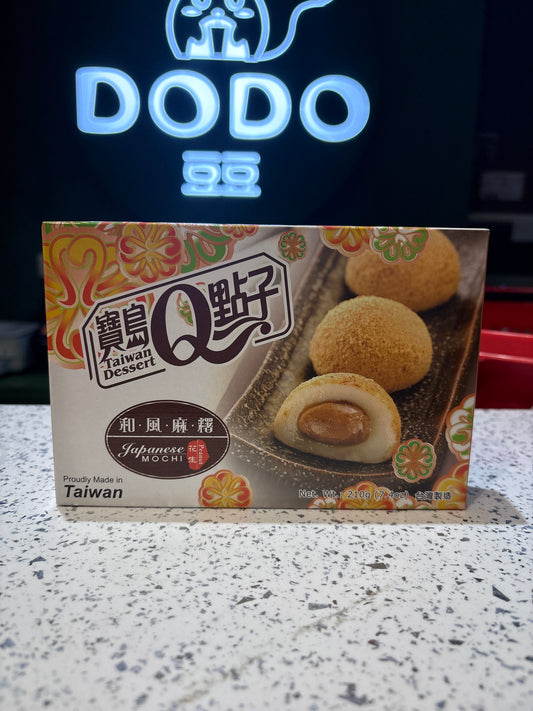 DODO
豆豆
寶島Q點子
Taiwan
Dessert
和・風・麻・糬
Japanese
MOCHI
花生
Peanut
Proudly Made in
Taiwan
Net. Wt.: 210g (7.4oz) 台灣製造